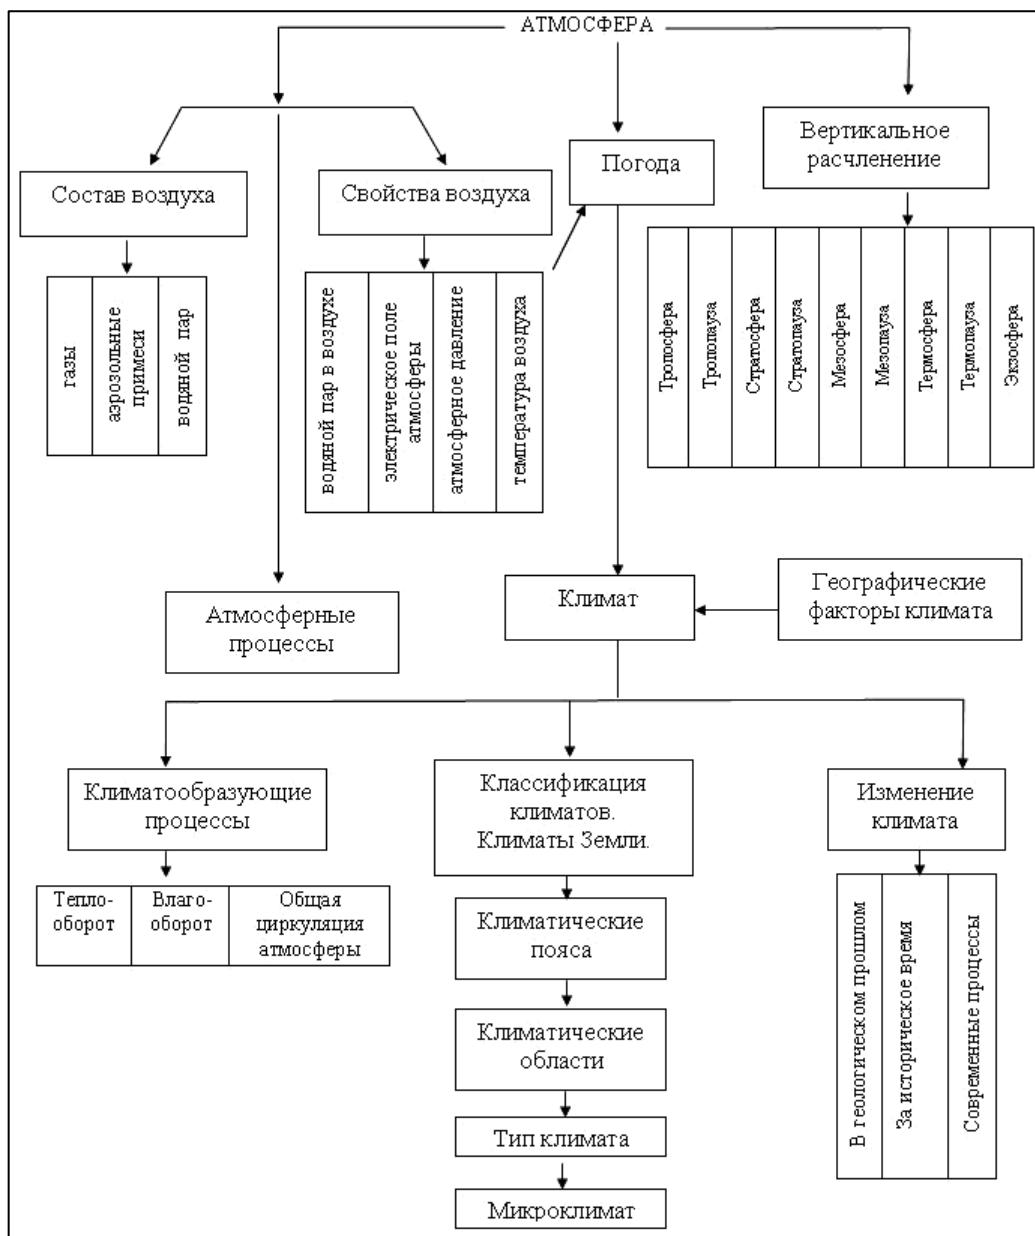 АТМОСФЕРА
Состав воздуха
Свойства воздуха
Погода
Вертикальное
расчленение
газы
аэрозольные
примеси
водяной пар
водяной пар в воздухе
электрическое поле
атмосферы
атмосферное давление
температура воздуха
Тропосфера
Тропопауза
Стратосфера
Стратопауза
Мезосфера
Мезопауза
Термосфера
Термопауза
Экзосфера
Атмосферные
процессы
Климат
Географические
факторы климата
Климатообразующие
процессы
Тепло-
оборот
Влаго-
оборот
Общая
циркуляция
атмосферы
Классификация
климатов.
Климаты Земли.
Климатические
пояса
Климатические
области
Тип климата
Микроклимат
Изменение
климата
В геологическом прошлом
За историческое время
Современные процессы